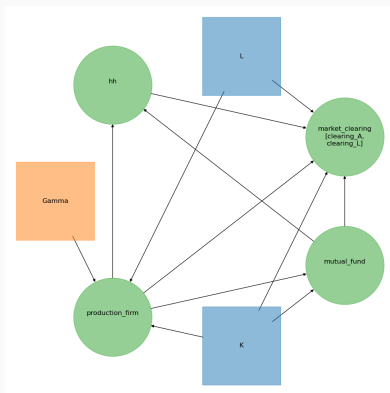 L
hh
market_clearing
[clearing_A,
clearing_L]
Gamma
mutual_fund
production_firm
K